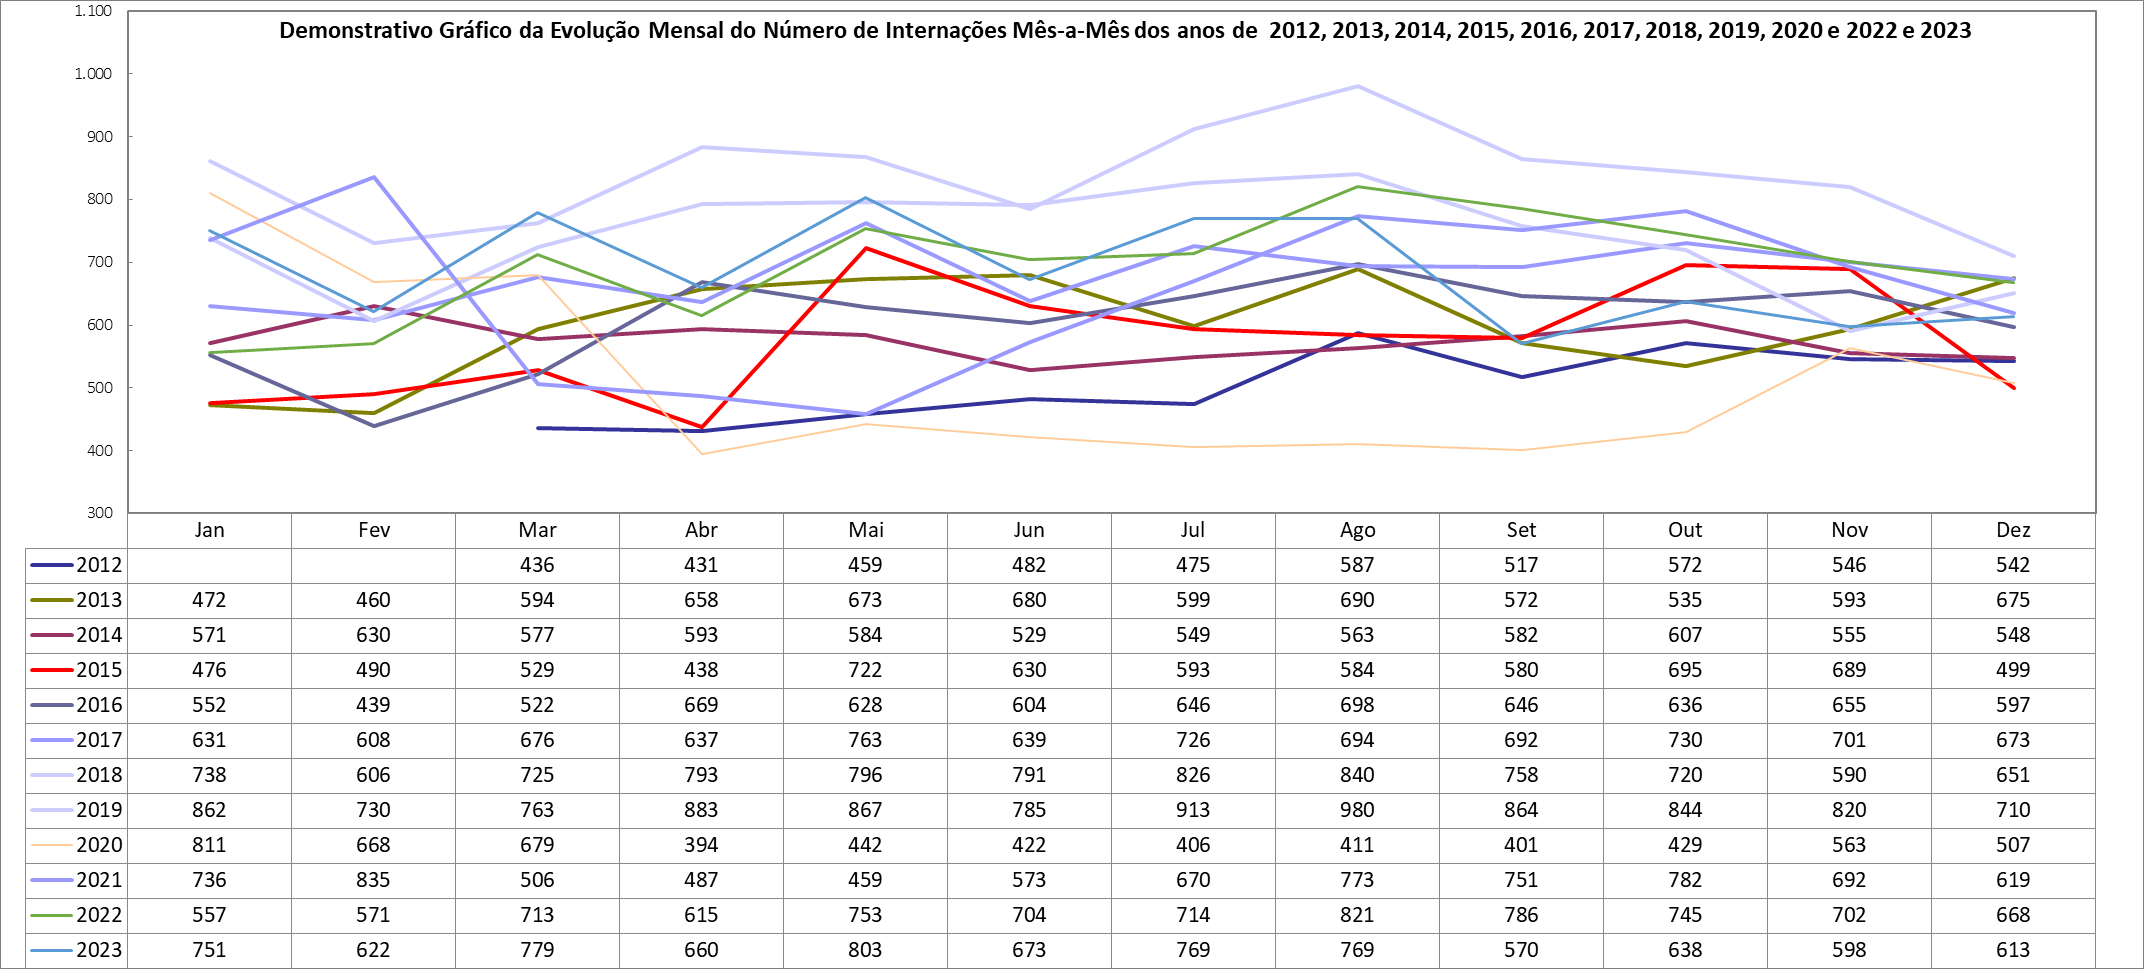 Demonstrativo Gráfico da Evolução Mensal do Número de Internações Mês-a-Mês dos anos de 2012, 2013, 2014, 2015, 2016, 2017, 2018, 2019, 2020 e 2022 e 2023
1.100
1.000
900
800
700
600
500
400
300
Jan Fev Mar Abr Mai Jun Jul Ago Set Out Nov Dez
2012 436 431 459 482 475 587 517 572 546 542
2013 472 460 594 658 673 680 599 690 572 535 593 675
2014 571 630 577 593 584 529 549 563 582 607 555 548
2015 476 490 529 438 722 630 593 584 580 695 689 499
2016 552 439 522 669 628 604 646 698 646 636 655 597
2017 631 608 676 637 763 639 726 694 692 730 701 673
2018 738 606 725 793 796 791 826 840 758 720 590 651
2019 862 730 763 883 867 785 913 980 864 844 820 710
2020 811 668 679 394 442 422 406 411 401 429 563 507
2021 736 835 506 487 459 573 670 773 751 782 692 619
2022 557 571 713 615 753 704 714 821 786 745 702 668
2023 751 622 779 660 803 673 769 769 570 638 598 613